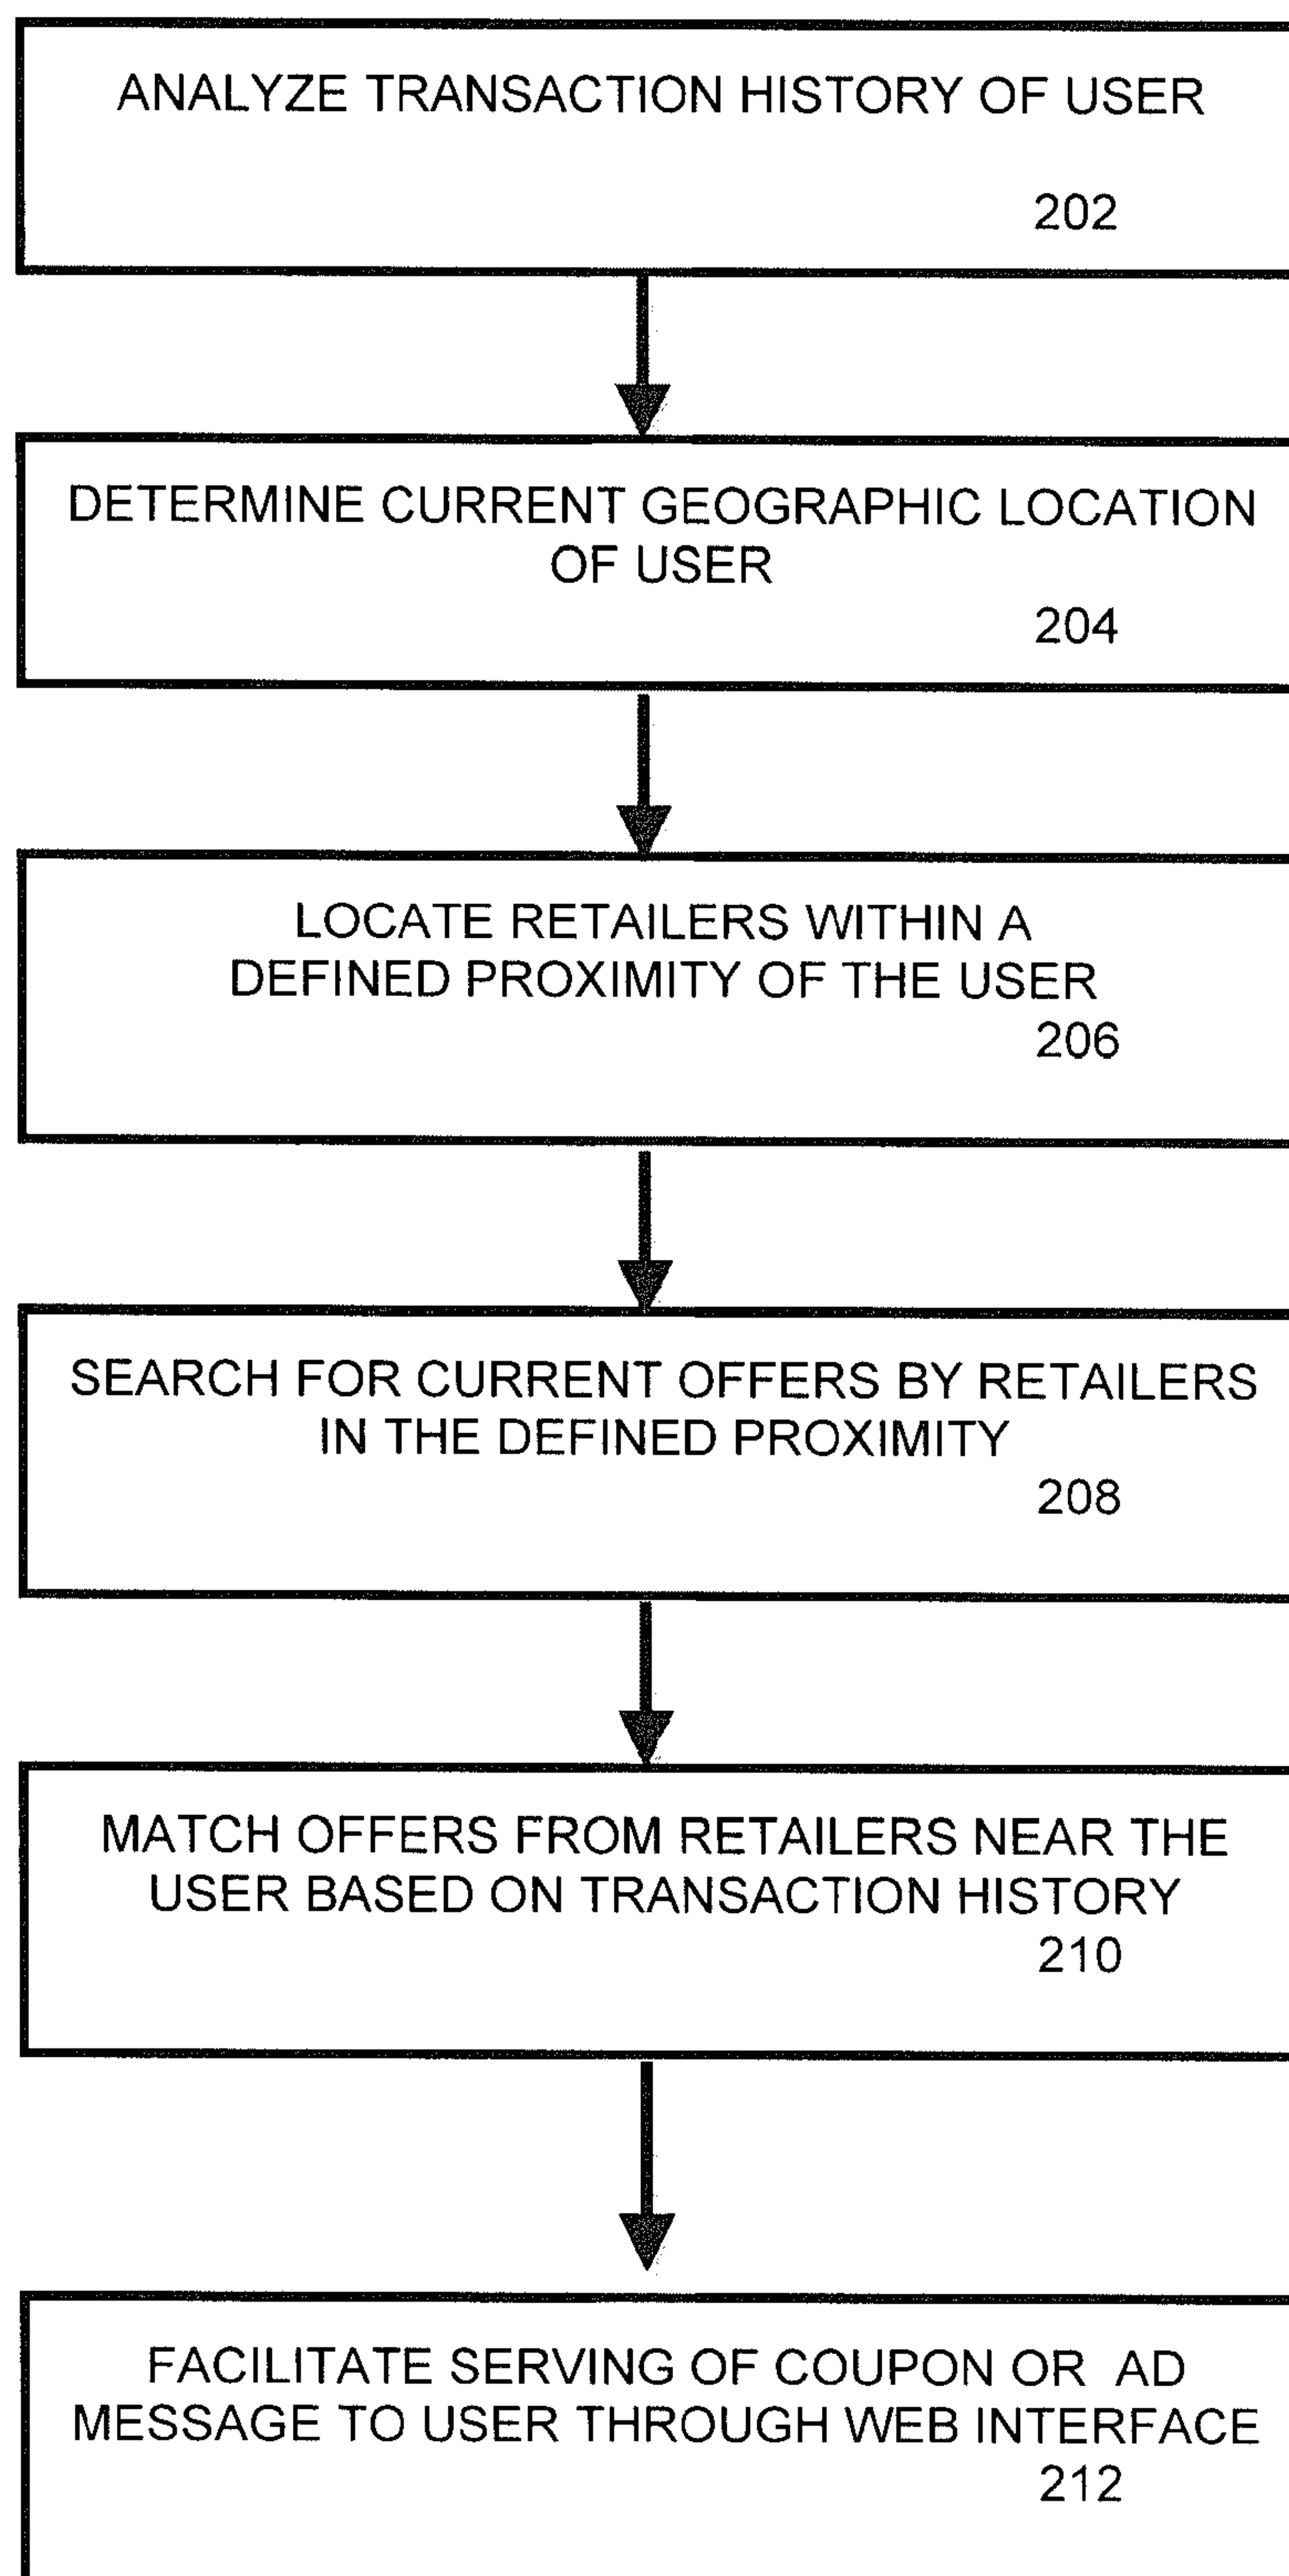 ANALYZE TRANSACTION HISTORY OF USER
202
DETERMINE CURRENT GEOGRAPHIC LOCATION
OF USER
204
LOCATE RETAILERS WITHIN A
DEFINED PROXIMITY OF THE USER
206
SEARCH FOR CURRENT OFFERS BY RETAILERS
IN THE DEFINED PROXIMITY
208
MATCH OFFERS FROM RETAILERS NEAR THE
USER BASED ON TRANSACTION HISTORY
210
FACILITATE SERVING OF COUPON OR AD
MESSAGE TO USER THROUGH WEB INTERFACE
212